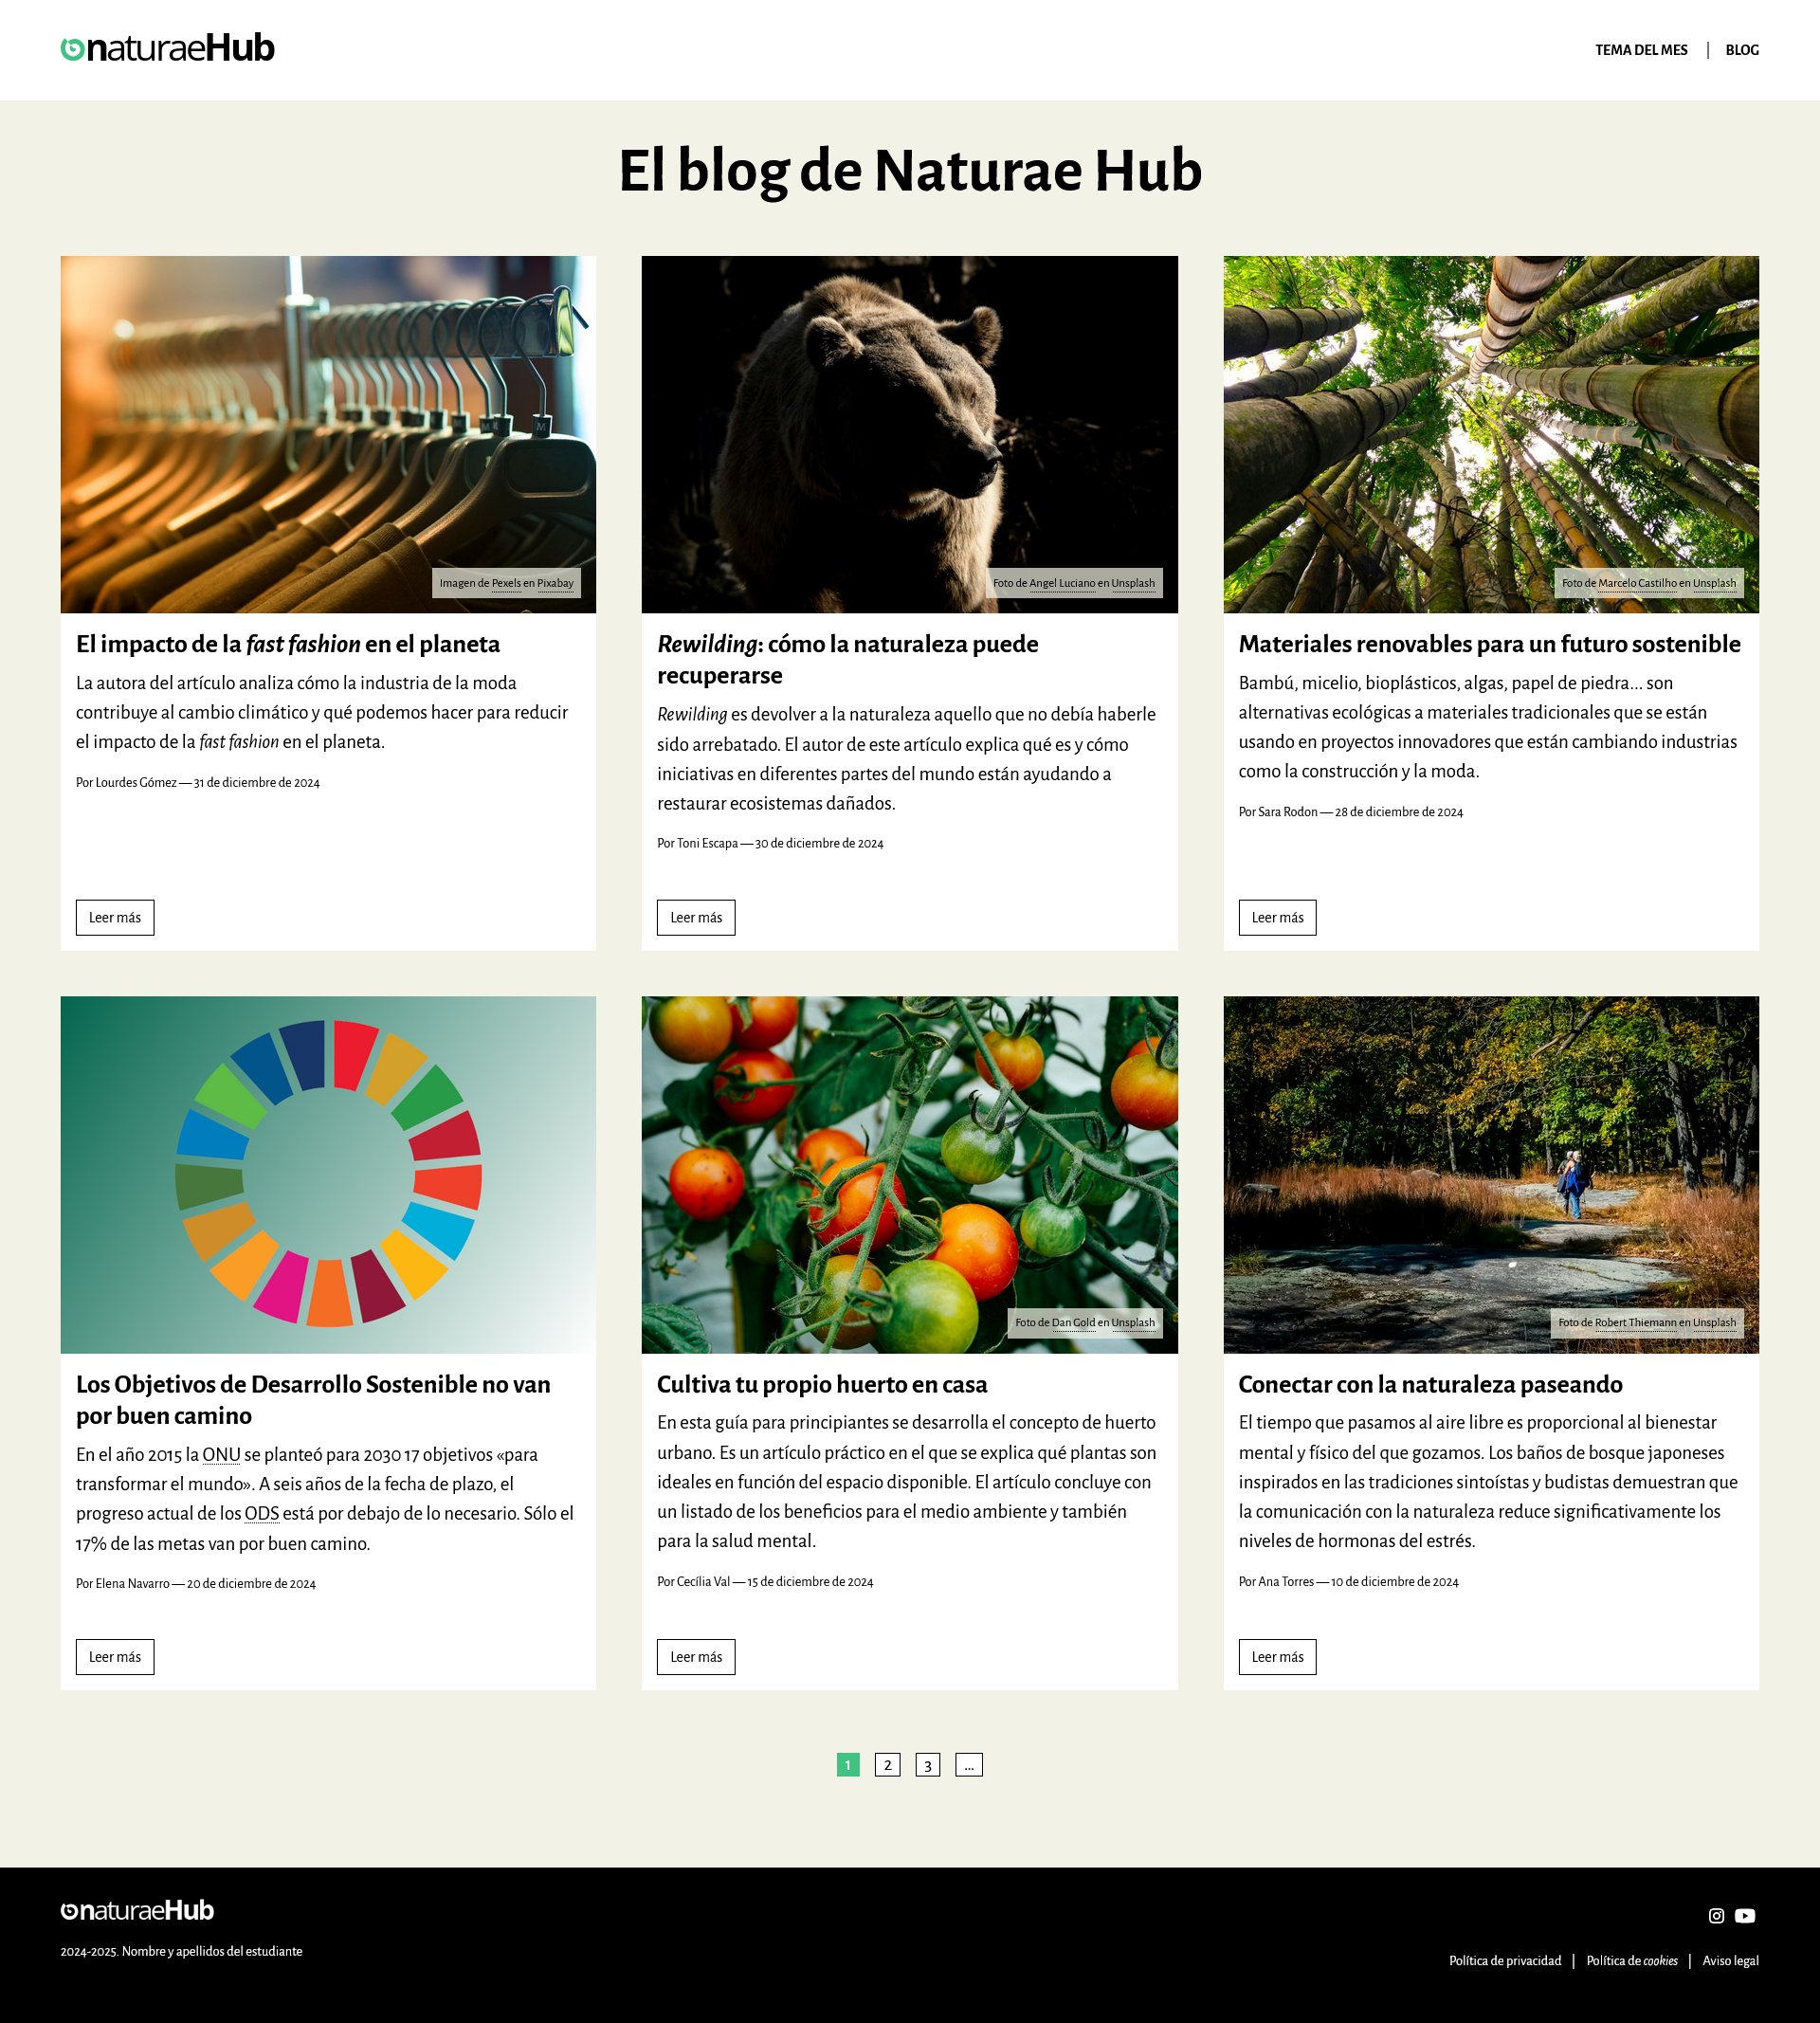 naturaeHub
TEMA DEL MES | BLOG
El blog de Naturae Hub
Imagen de Pexels en Pixabay
El impacto de la fast fashion en el planeta
La autora del artículo analiza cómo la industria de la moda
contribuye al cambio climático y qué podemos hacer para reducir
el impacto de la fast fashion en el planeta.
Por Lourdes Gómez — 31 de diciembre de 2024
Leer más
Foto de Angel Luciano en Unsplash
Rewilding: cómo la naturaleza puede
recuperarse
Rewilding es devolver a la naturaleza aquello que no debía haberle
sido arrebatado. El autor de este artículo explica qué es y cómo
iniciativas en diferentes partes del mundo están ayudando a
restaurar ecosistemas dañados.
Por Toni Escapa — 30 de diciembre de 2024
Leer más
Foto de Marcelo Castilho en Unsplash
Materiales renovables para un futuro sostenible
Bambú, micelio, bioplásticos, algas, papel de piedra... son
alternativas ecológicas a materiales tradicionales que se están
usando en proyectos innovadores que están cambiando industrias
como la construcción y la moda.
Por Sara Rodon — 28 de diciembre de 2024
Leer más
Los Objetivos de Desarrollo Sostenible no van
por buen camino
En el año 2015 la ONU se planteó para 2030 17 objetivos «para
transformar el mundo». A seis años de la fecha de plazo, el
progreso actual de los ODS está por debajo de lo necesario. Sólo el
17% de las metas van por buen camino.
Por Elena Navarro — 20 de diciembre de 2024
Leer más
Foto de Dan Gold en Unsplash
Cultiva tu propio huerto en casa
En esta guía para principiantes se desarrolla el concepto de huerto
urbano. Es un artículo práctico en el que se explica qué plantas son
ideales en función del espacio disponible. El artículo concluye con
un listado de los beneficios para el medio ambiente y también
para la salud mental.
Por Cecília Val — 15 de diciembre de 2024
Leer más
Foto de Robert Thiemann en Unsplash
Conectar con la naturaleza paseando
El tiempo que pasamos al aire libre es proporcional al bienestar
mental y físico del que gozamos. Los baños de bosque japoneses
inspirados en las tradiciones sintoístas y budistas demuestran que
la comunicación con la naturaleza reduce significativamente los
niveles de hormonas del estrés.
Por Ana Torres — 10 de diciembre de 2024
Leer más
1 2 3 ...
naturaeHub
2024-2025. Nombre y apellidos del estudiante
Política de privacidad | Política de cookies | Aviso legal